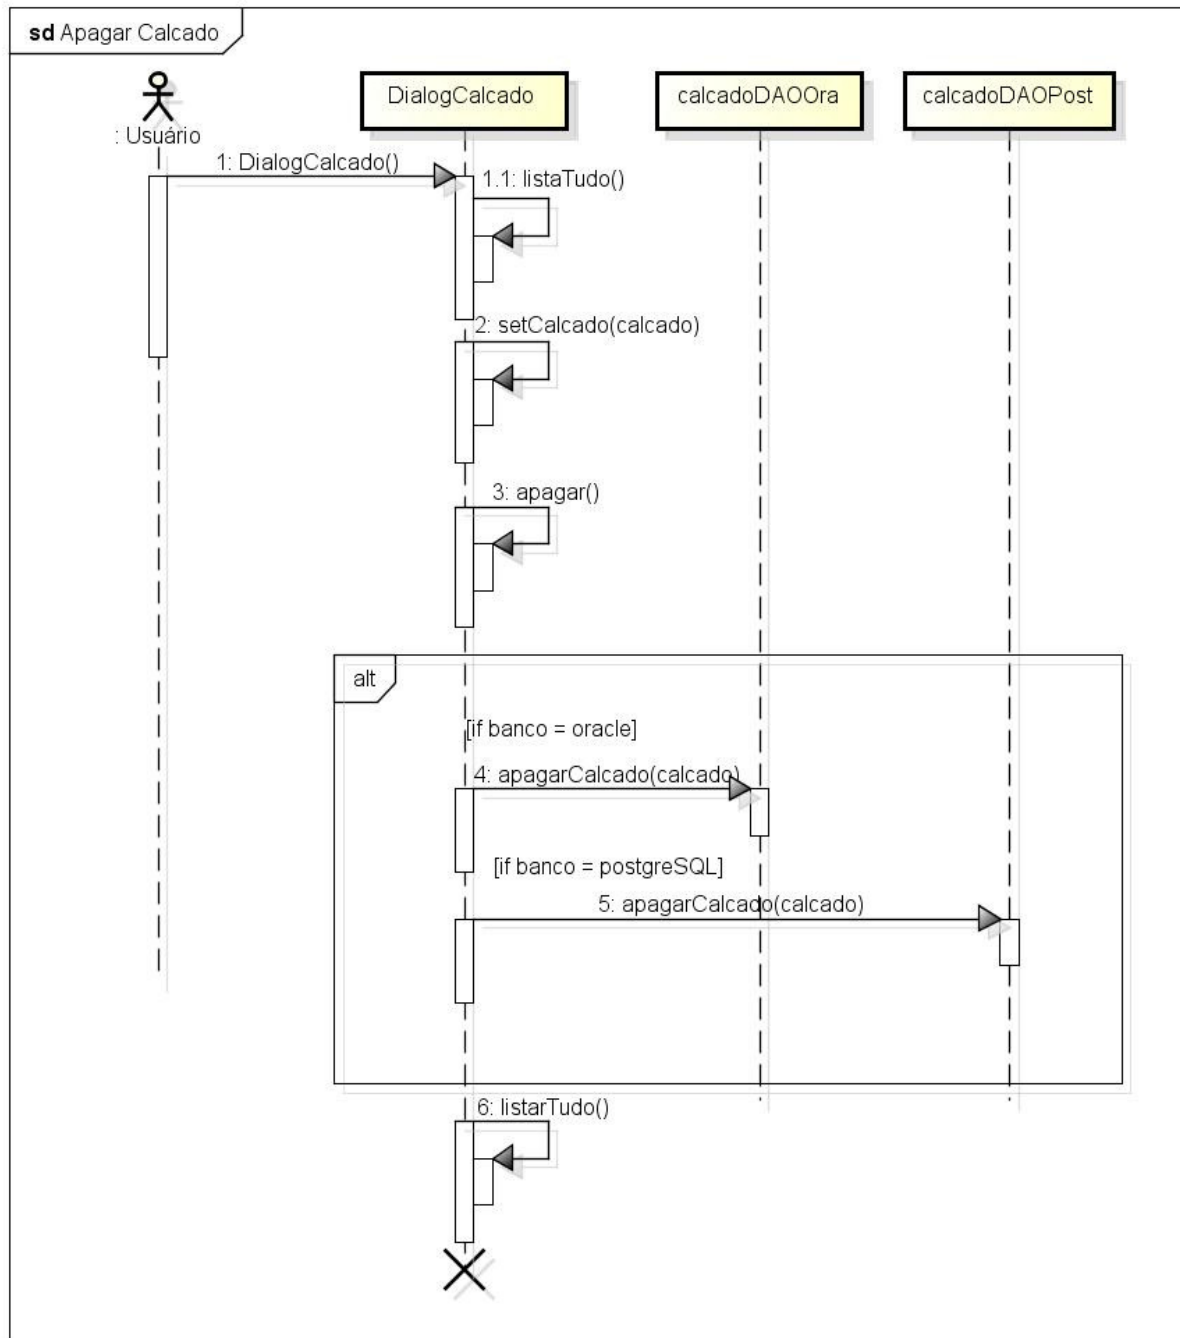 sd Apagar Calcado
DialogCalcado
calcadoDAOOra
calcadoDAOPost
: Usuário
1: DialogCalcado()
1.1: listaTudo()
2: setCalcado(calcado)
3: apagar()
alt
[if banco = oracle]
4: apagarCalcado(calcado)
[if banco = postgreSQL]
5: apagarCalcado(calcado)
6: listarTudo()